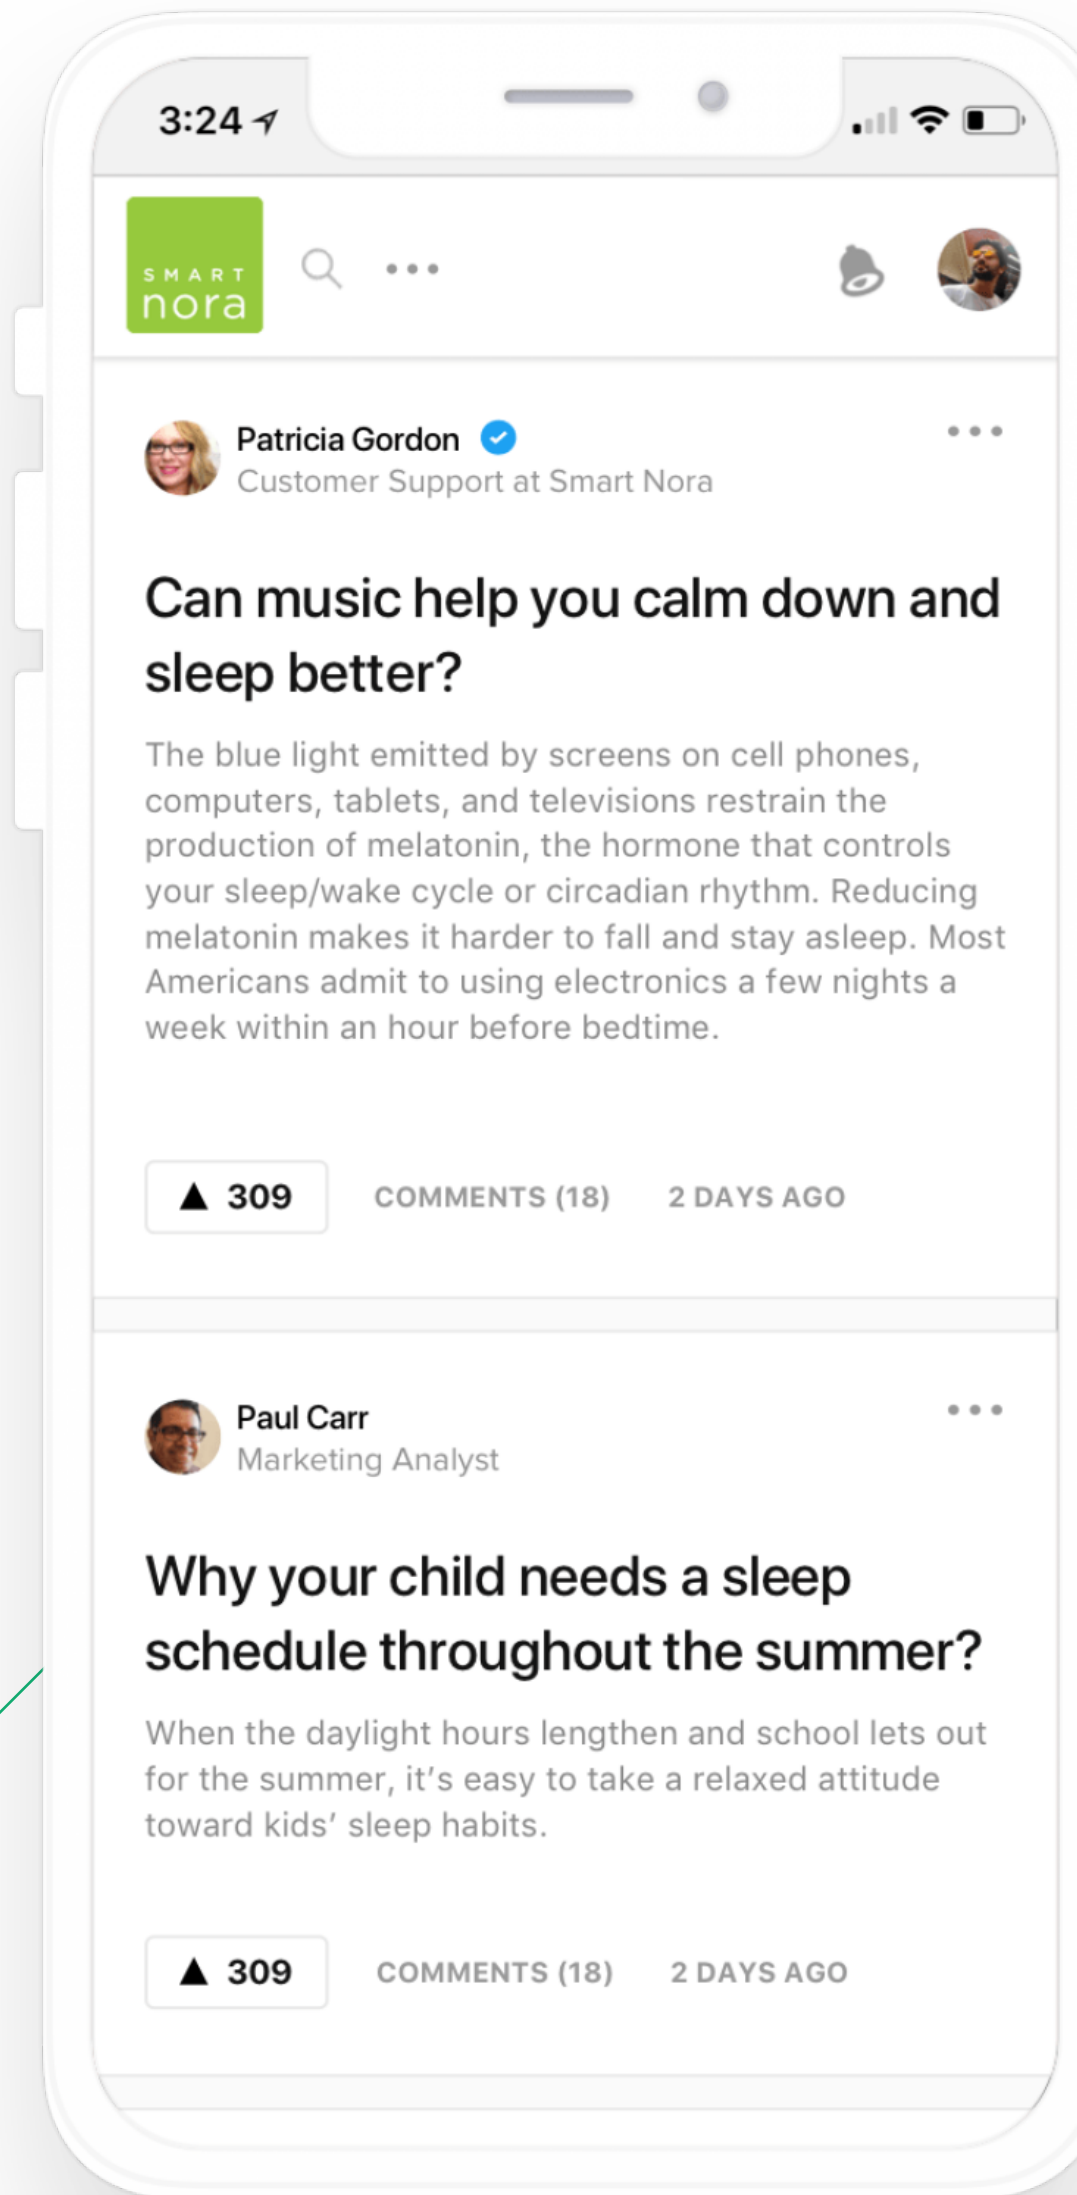 3:24
SMART
nora
Patricia Gordon
Customer Support at Smart Nora
Can music help you calm down and
sleep better?
The blue light emitted by screens on cell phones,
computers, tablets, and televisions restrain the
production of melatonin, the hormone that controls
your sleep/wake cycle or circadian rhythm. Reducing
melatonin makes it harder to fall and stay asleep. Most
Americans admit to using electronics a few nights a
week within an hour before bedtime.
▲ 309 COMMENTS (18) 2 DAYS AGO
Paul Carr
Marketing Analyst
Why your child needs a sleep
schedule throughout the summer?
When the daylight hours lengthen and school lets out
for the summer, it’s easy to take a relaxed attitude
toward kids’ sleep habits.
▲ 309 COMMENTS (18) 2 DAYS AGO